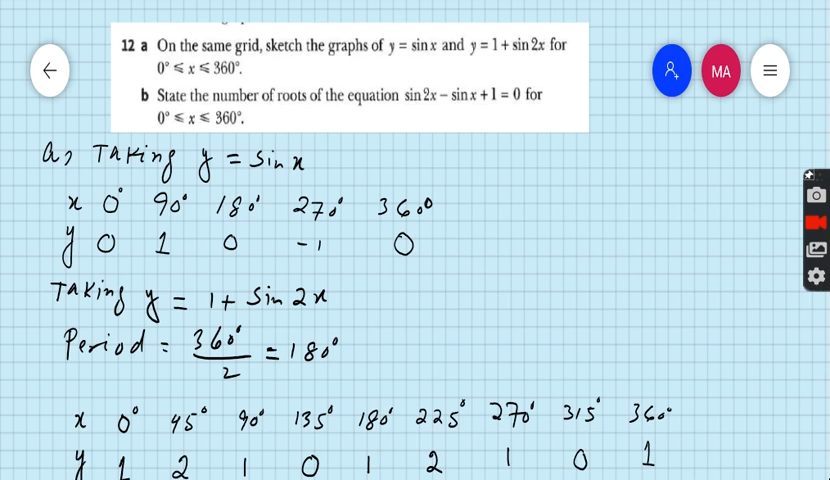 12 a On the same grid, sketch the graphs of y = sin x and y = 1 + sin 2x for
0° ⩽ x ⩽ 360°.
b State the number of roots of the equation sin 2x − sin x + 1 = 0 for
0° ⩽ x ⩽ 360°.
MA
a, Taking y = sin x
x 0° 90° 180° 270° 360°
y 0 1 0 -1 0
Taking y = 1 + sin 2x
Period = 360°/2 = 180°
x 0° 45° 90° 135° 180° 225° 270° 315° 360°
y 1 2 1 0 1 2 1 0 1